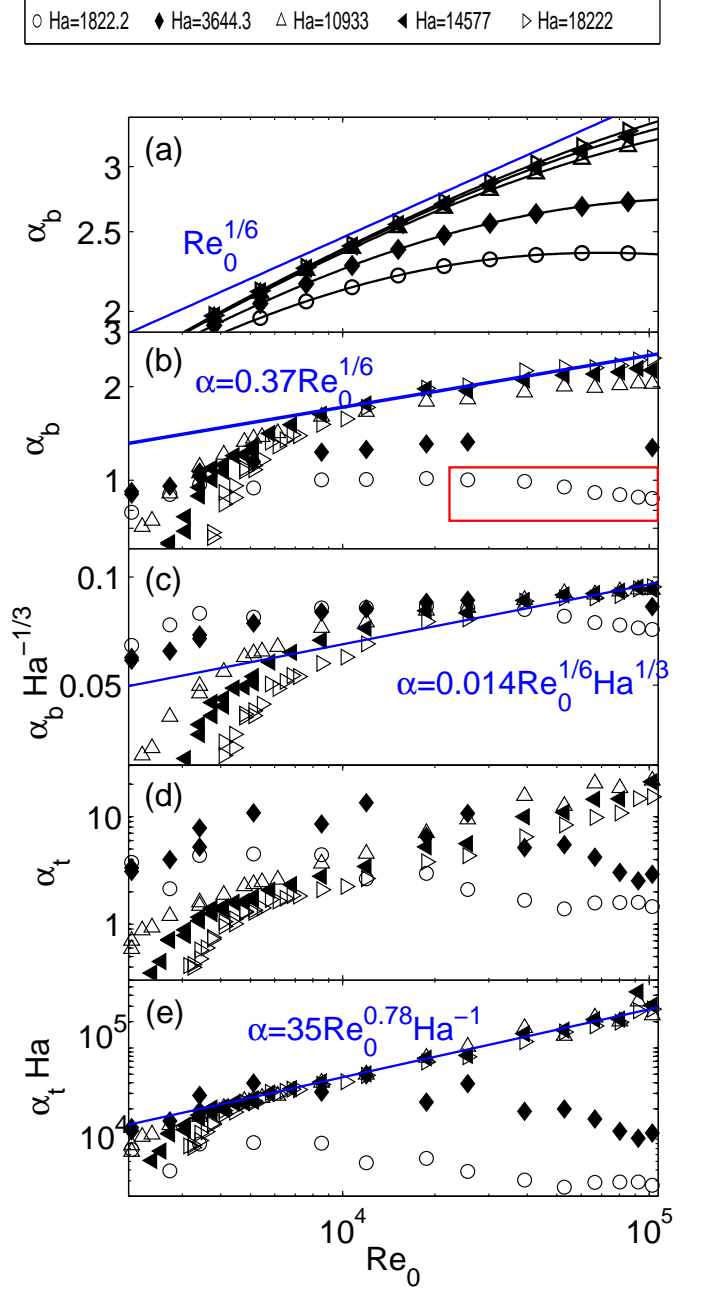 ○ Ha=1822.2 ♦ Ha=3644.3 △ Ha=10933 ◀ Ha=14577 ▷ Ha=18222
(a)
α_b
3
2.5
2
Re_0^{1/6}
(b)
α_b
3
2
1
α=0.37Re_0^{1/6}
(c)
α_b Ha^{−1/3}
0.1
0.05
α=0.014Re_0^{1/6}Ha^{1/3}
(d)
α_t
10
1
(e)
α_t Ha
10^5
10^4
α=35Re_0^{0.78}Ha^{−1}
10^4 10^5
Re_0